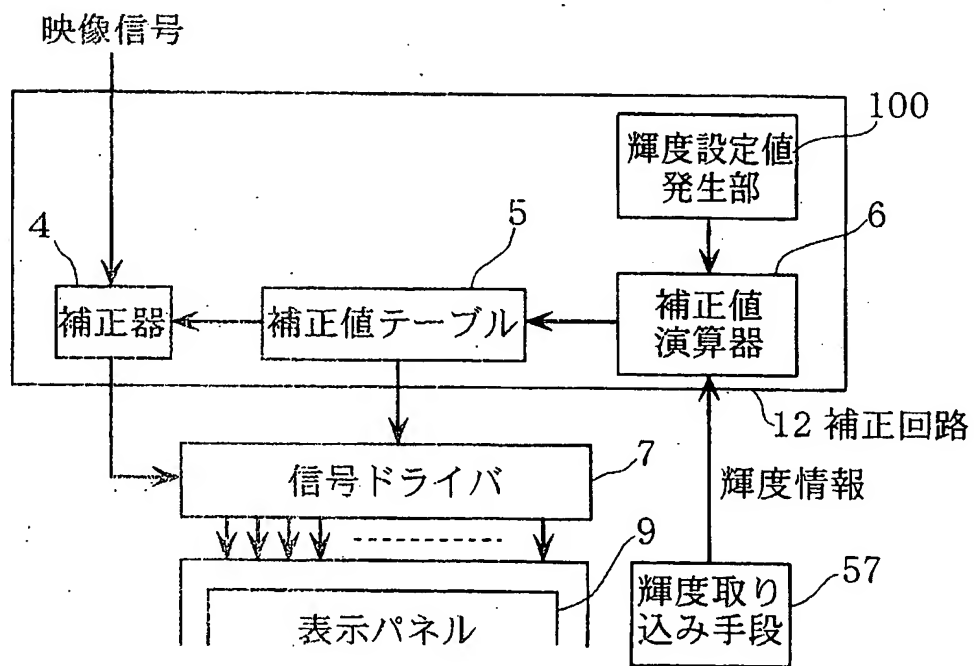 映像信号
100
輝度設定値
発生部
4
5
6
補正器
補正値テーブル
補正値
演算器
12 補正回路
7
信号ドライバ
輝度情報
9
表示パネル
57
輝度取り
込み手段